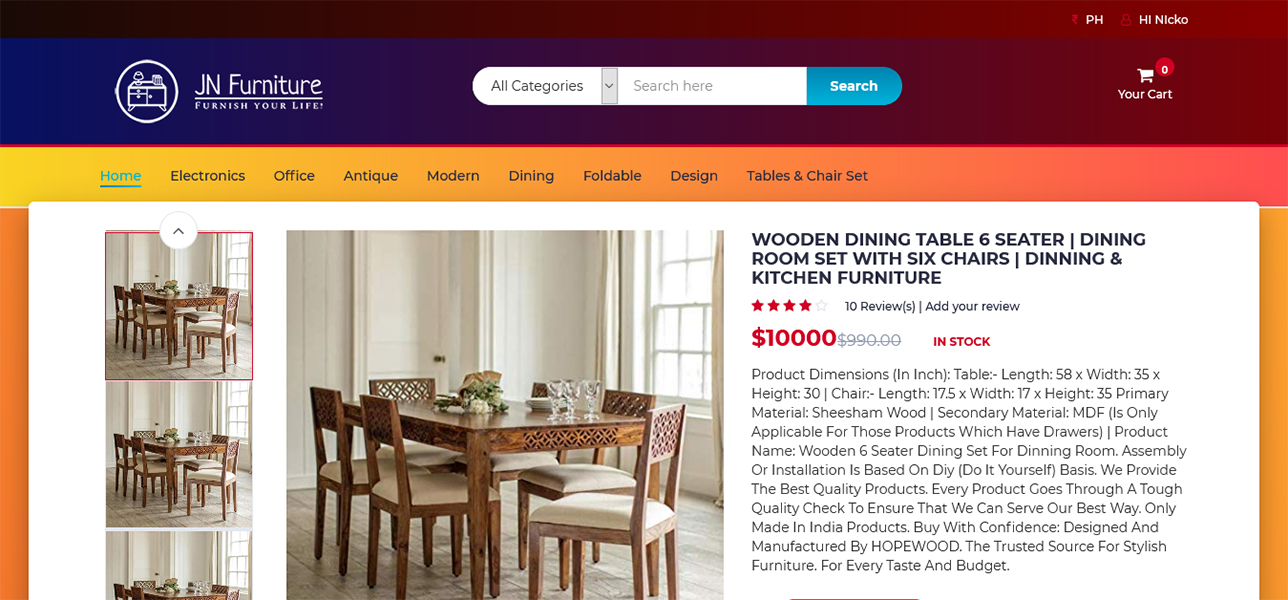 PH
Hi NIcko
JN Furniture
FURNISH YOUR LIFE!
All Categories
Search here
Search
0
Your Cart
Home
Electronics
Office
Antique
Modern
Dining
Foldable
Design
Tables & Chair Set
WOODEN DINING TABLE 6 SEATER | DINING
ROOM SET WITH SIX CHAIRS | DINNING &
KITCHEN FURNITURE
10 Review(s) | Add your review
$10000 $990.00 IN STOCK
Product Dimensions (In Inch): Table:- Length: 58 x Width: 35 x
Height: 30 | Chair:- Length: 17.5 x Width: 17 x Height: 35 Primary
Material: Sheesham Wood | Secondary Material: MDF (Is Only
Applicable For Those Products Which Have Drawers) | Product
Name: Wooden 6 Seater Dining Set For Dinning Room. Assembly
Or Installation Is Based On Diy (Do It Yourself) Basis. We Provide
The Best Quality Products. Every Product Goes Through A Tough
Quality Check To Ensure That We Can Serve Our Best Way. Only
Made In India Products. Buy With Confidence: Designed And
Manufactured By HOPEWOOD. The Trusted Source For Stylish
Furniture. For Every Taste And Budget.